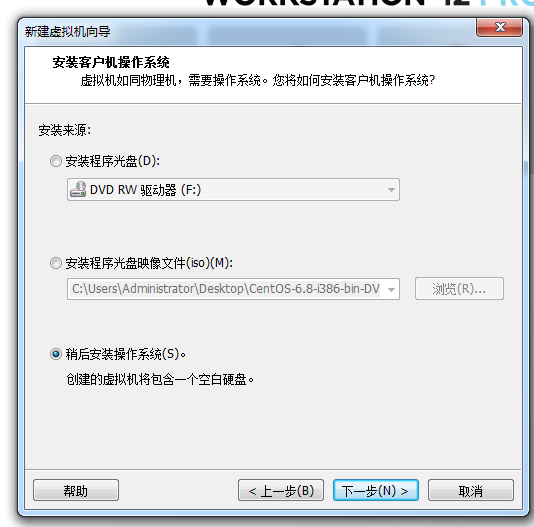 WORKSTATION 12 PRO
新建虚拟机向导
安装客户机操作系统
虚拟机如同物理机，需要操作系统。您将如何安装客户机操作系统?
安装来源:
安装程序光盘(D):
DVD RW 驱动器 (F:)
安装程序光盘映像文件(iso)(M):
C:\Users\Administrator\Desktop\CentOS-6.8-i386-bin-DV
浏览(R)...
稍后安装操作系统(S)。
创建的虚拟机将包含一个空白硬盘。
帮助
< 上一步(B)
下一步(N) >
取消